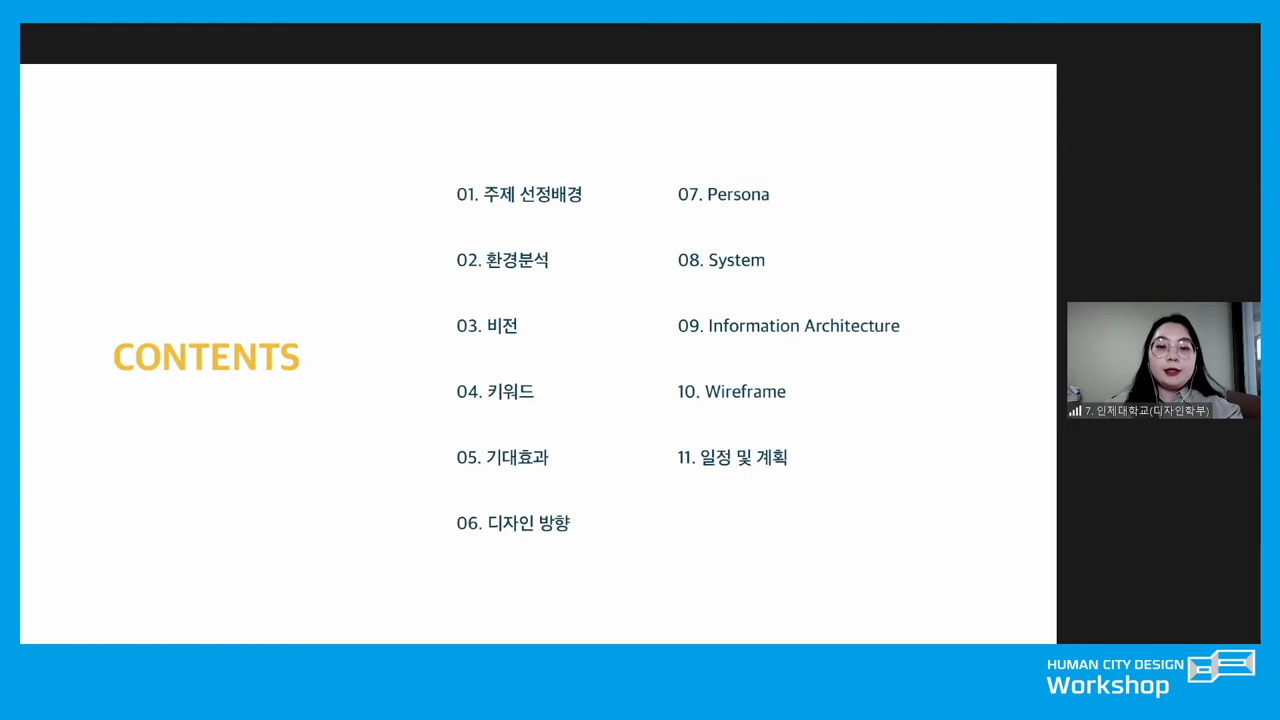 CONTENTS
01. 주제 선정배경
02. 환경분석
03. 비전
04. 키워드
05. 기대효과
06. 디자인 방향
07. Persona
08. System
09. Information Architecture
10. Wireframe
11. 일정 및 계획
7. 인제대학교(디자인학부)
HUMAN CITY DESIGN
Workshop